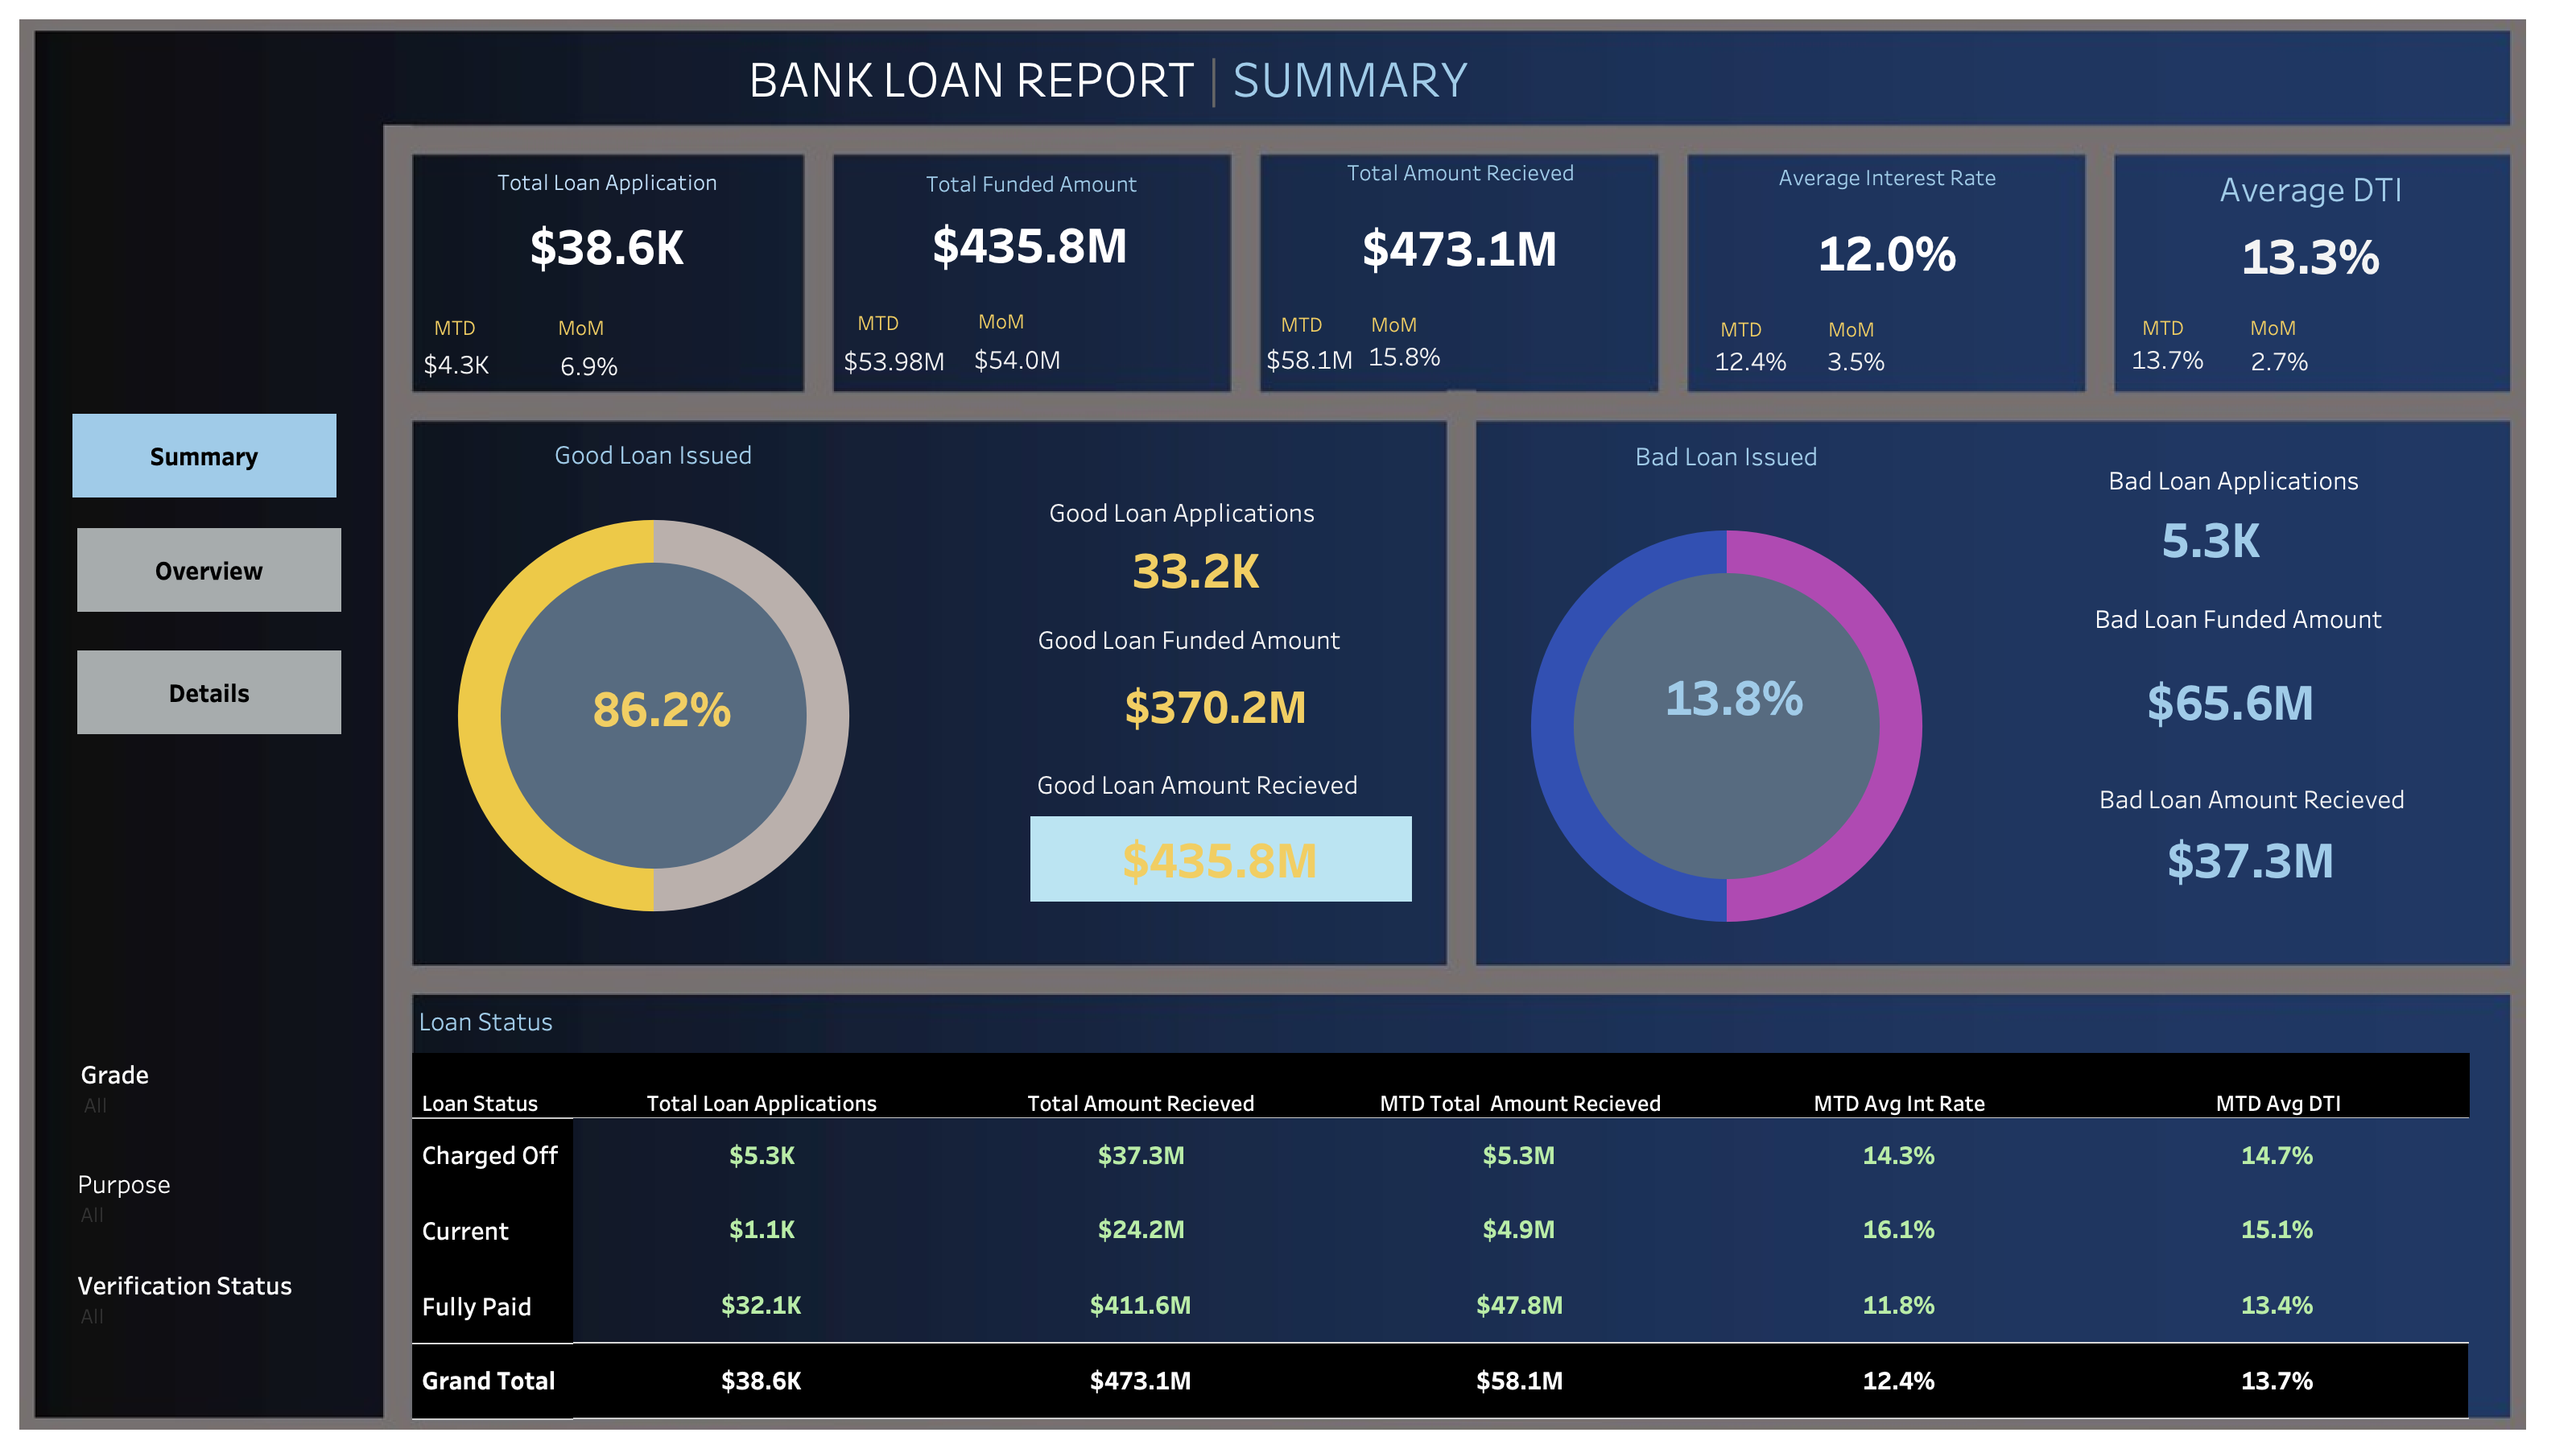 BANK LOAN REPORT | SUMMARY
Total Loan Application
$38.6K
MTD MoM
$4.3K 6.9%
Total Funded Amount
$435.8M
MTD MoM
$53.98M $54.0M
Total Amount Recieved
$473.1M
MTD MoM
$58.1M 15.8%
Average Interest Rate
12.0%
MTD MoM
12.4% 3.5%
Average DTI
13.3%
MTD MoM
13.7% 2.7%
Summary
Overview
Details
Grade
All
Purpose
All
Verification Status
All
Good Loan Issued
86.2%
Good Loan Applications
33.2K
Good Loan Funded Amount
$370.2M
Good Loan Amount Recieved
$435.8M
Bad Loan Issued
13.8%
Bad Loan Applications
5.3K
Bad Loan Funded Amount
$65.6M
Bad Loan Amount Recieved
$37.3M
Loan Status
Loan Status Total Loan Applications Total Amount Recieved MTD Total Amount Recieved MTD Avg Int Rate MTD Avg DTI
Charged Off $5.3K $37.3M $5.3M 14.3% 14.7%
Current $1.1K $24.2M $4.9M 16.1% 15.1%
Fully Paid $32.1K $411.6M $47.8M 11.8% 13.4%
Grand Total $38.6K $473.1M $58.1M 12.4% 13.7%